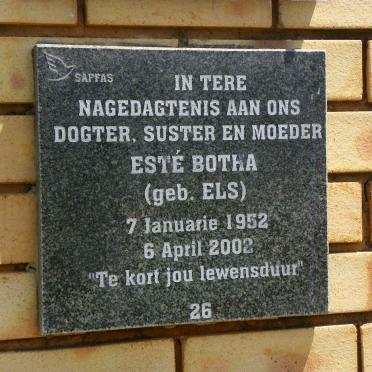 SAFFAS
IN TERE
NAGEDAGTENIS AAN ONS
DOGTER, SUSTER EN MOEDER
ESTÉ BOTHA
(geb. ELS)
7 Januarie 1952
6 April 2002
"Te kort jou lewensduur"
26